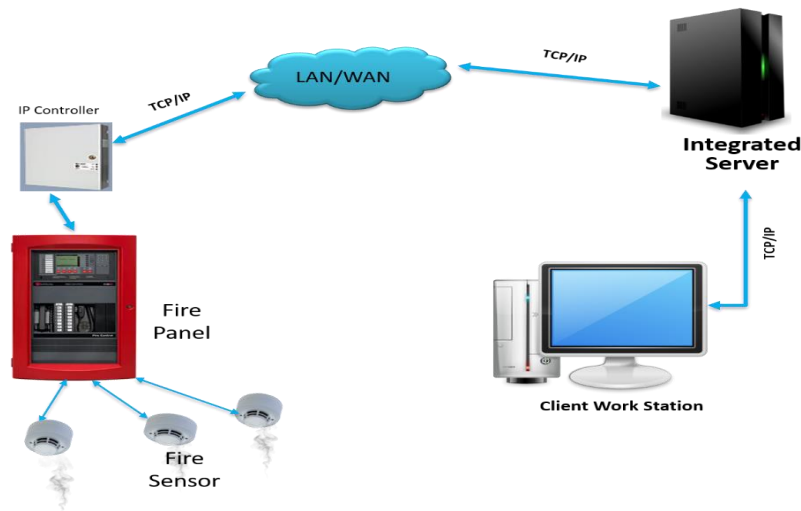 TCP/IP
LAN/WAN
TCP/IP
IP Controller
Integrated
Server
TCP/IP
Fire
Panel
Client Work Station
Fire
Sensor